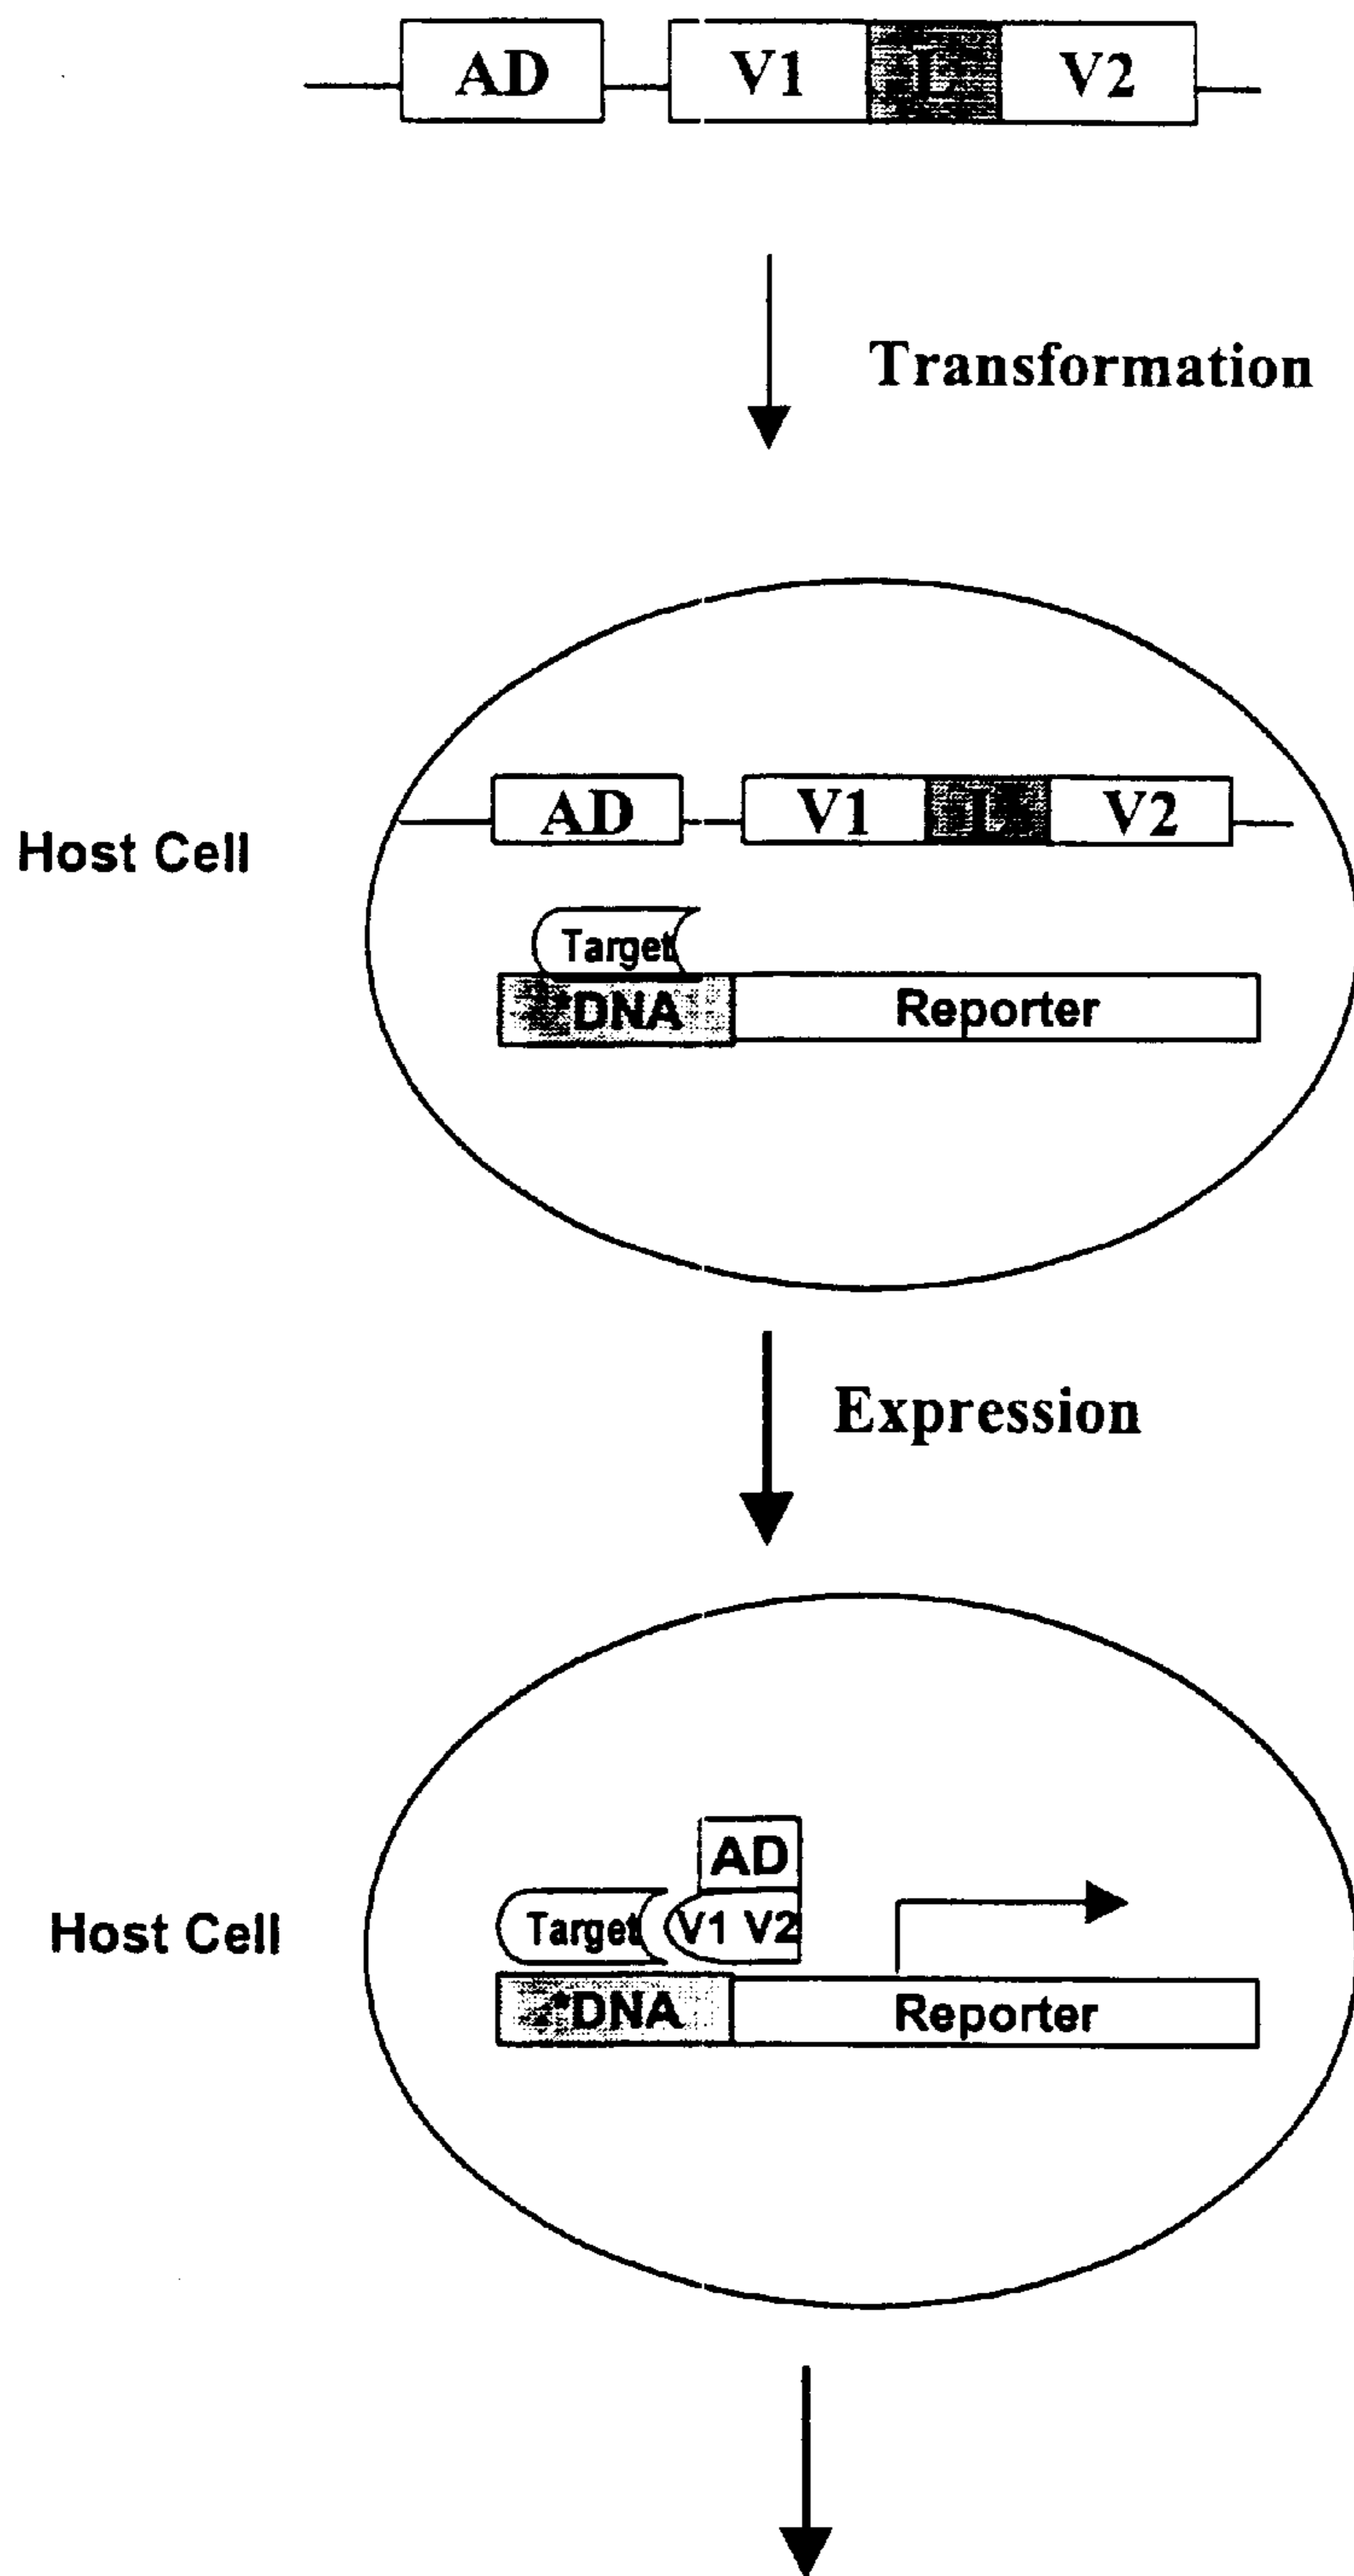 AD V1 L V2
Transformation
AD V1 L V2
Host Cell
Target
*DNA Reporter
Expression
AD
Host Cell
Target V1 V2
*DNA Reporter